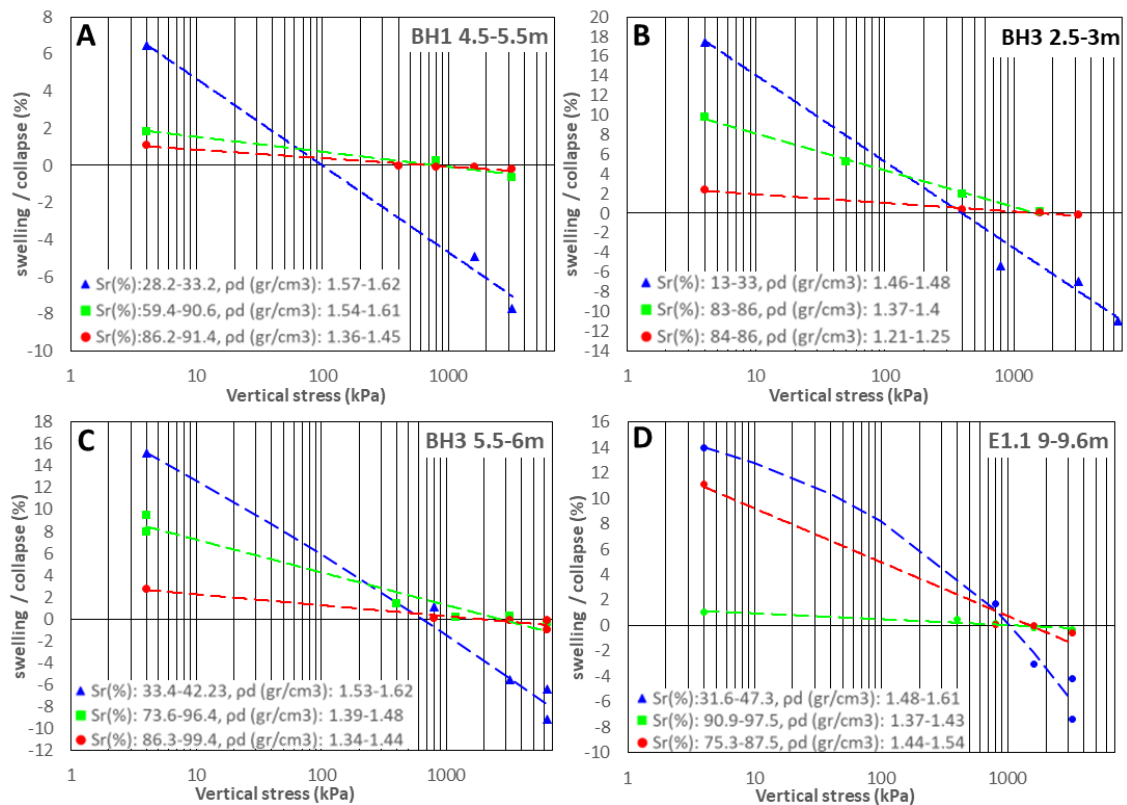 A
BH1 4.5-5.5m
8
6
4
2
0
-2
-4
-6
-8
-10
swelling / collapse (%)
Sr(%):28.2-33.2, ρd (gr/cm3): 1.57-1.62
Sr(%):59.4-90.6, ρd (gr/cm3): 1.54-1.61
Sr(%):86.2-91.4, ρd (gr/cm3): 1.36-1.45
1 10 100 1000
Vertical stress (kPa)
B
BH3 2.5-3m
20
18
16
14
12
10
8
6
4
2
0
-2
-4
-6
-8
-10
-12
-14
swelling / collapse (%)
Sr(%): 13-33, ρd (gr/cm3): 1.46-1.48
Sr(%): 83-86, ρd (gr/cm3): 1.37-1.4
Sr(%): 84-86, ρd (gr/cm3): 1.21-1.25
1 10 100 1000
Vertical stress (kPa)
C
BH3 5.5-6m
18
16
14
12
10
8
6
4
2
0
-2
-4
-6
-8
-10
-12
swelling / collapse (%)
Sr(%): 33.4-42.23, ρd (gr/cm3): 1.53-1.62
Sr(%): 73.6-96.4, ρd (gr/cm3): 1.39-1.48
Sr(%): 86.3-99.4, ρd (gr/cm3): 1.34-1.44
1 10 100 1000
Vertical stress (kPa)
D
E1.1 9-9.6m
16
14
12
10
8
6
4
2
0
-2
-4
-6
-8
-10
swelling / collapse (%)
Sr(%):31.6-47.3, ρd (gr/cm3): 1.48-1.61
Sr(%): 90.9-97.5, ρd (gr/cm3): 1.37-1.43
Sr(%): 75.3-87.5, ρd (gr/cm3): 1.44-1.54
1 10 100 1000
Vertical stress (kPa)